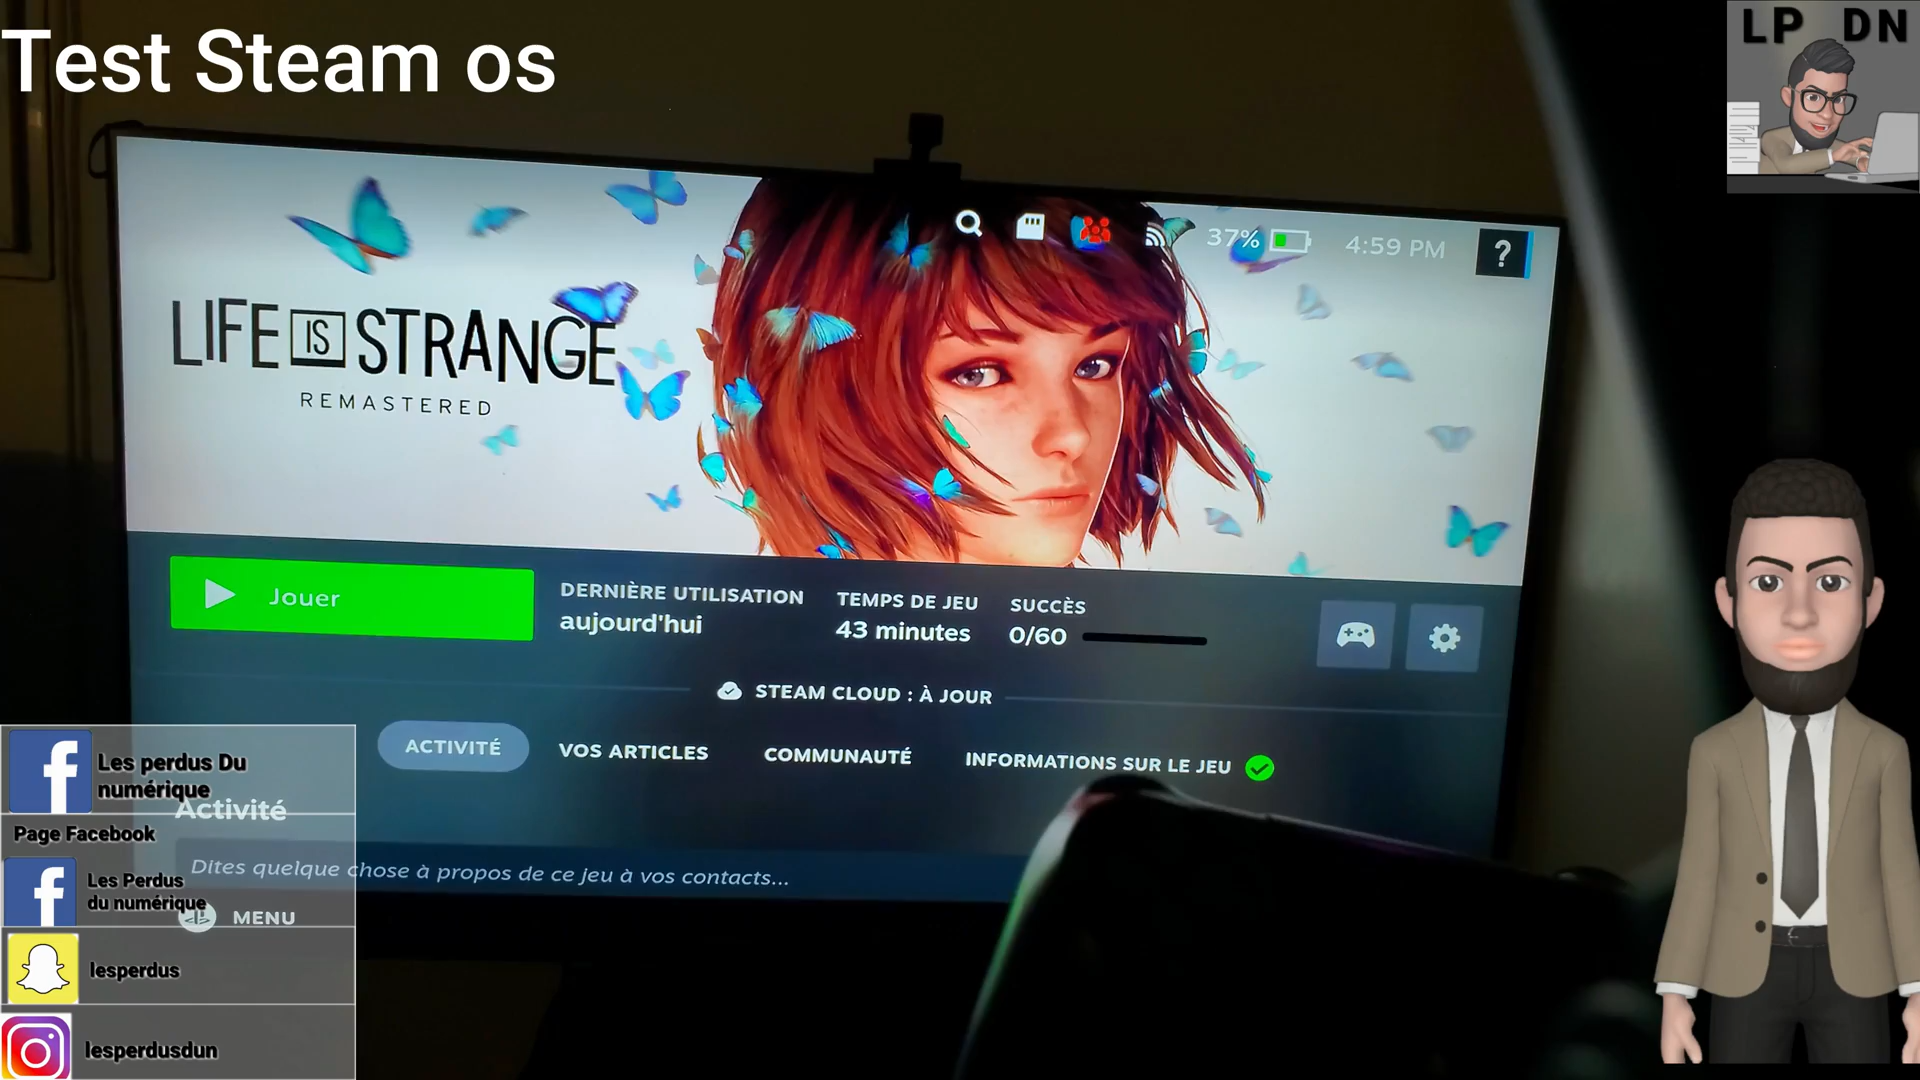 Test Steam os
LP DN
37%
4:59 PM
?
LIFE IS STRANGE
REMASTERED
Jouer
DERNIÈRE UTILISATION
aujourd'hui
TEMPS DE JEU
43 minutes
SUCCÈS
0/60
STEAM CLOUD : À JOUR
ACTIVITÉ
VOS ARTICLES
COMMUNAUTÉ
INFORMATIONS SUR LE JEU
Activité
Dites quelque chose à propos de ce jeu à vos contacts...
MENU
Les perdus Du
numérique
Page Facebook
Les Perdus
du numérique
lesperdus
lesperdusdun